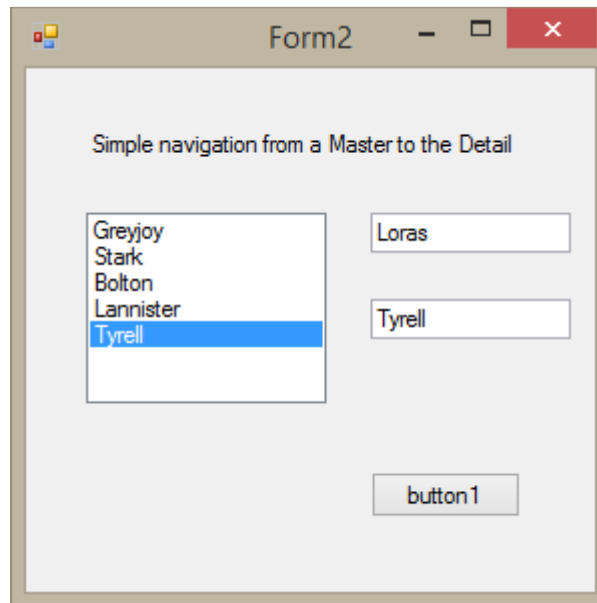 Form2
Simple navigation from a Master to the Detail
Greyjoy
Stark
Bolton
Lannister
Tyrell
Loras
Tyrell
button1